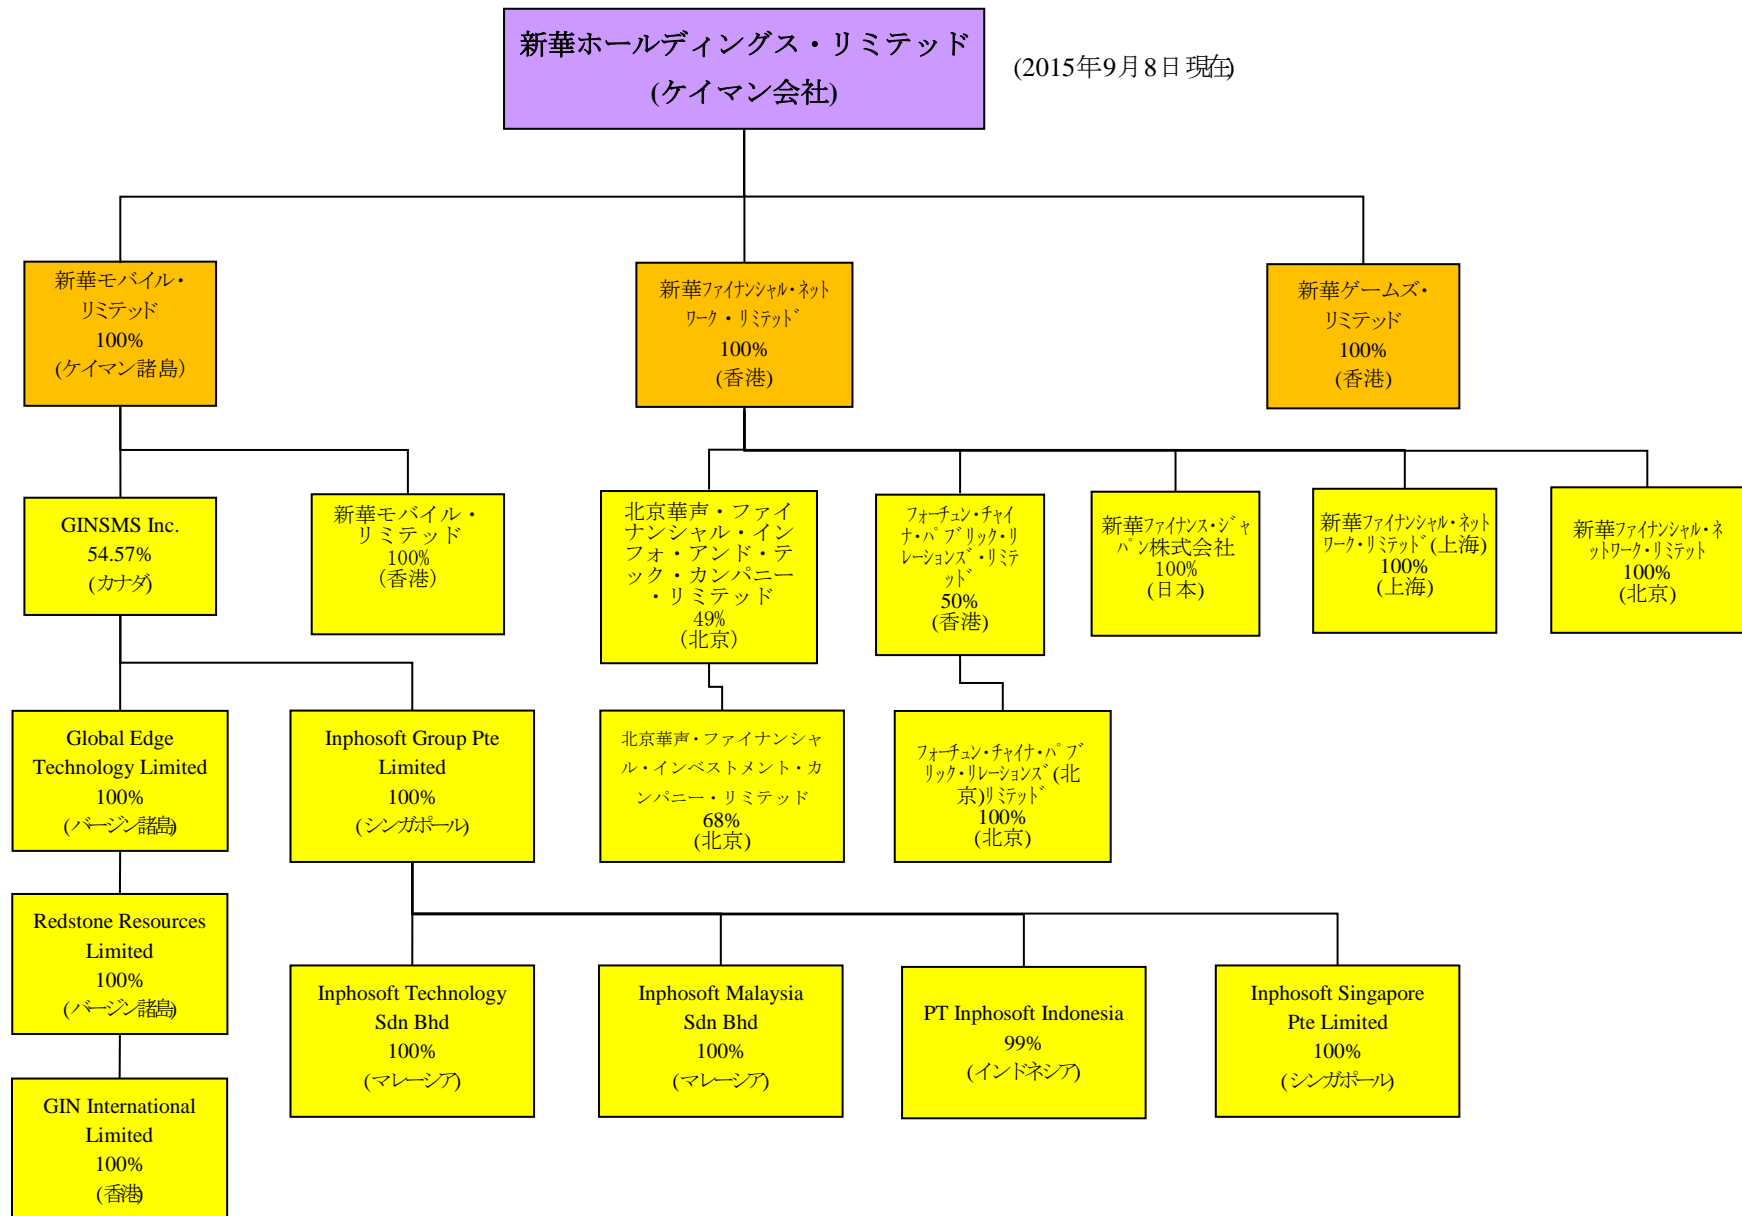 新華ホールディングス・リミテッド
(ケイマン会社)
(2015年9月8日現在)
新華モバイル・
リミテッド
100%
(ケイマン諸島)
新華ファイナンシャル・ネット
ワーク・リミテッド
100%
(香港)
新華ゲームズ・
リミテッド
100%
(香港)
GINSMS Inc.
54.57%
(カナダ)
新華モバイル・
リミテッド
100%
(香港)
北京華声・ファイ
ナンシャル・イン
フォ・アンド・テ
ック・カンパニー
・リミテッド
49%
(北京)
フォーチュン・チャイ
ナ・パブリック・リ
レーションズ・リミテ
ッド
50%
(香港)
新華ファイナンス・ジャ
パン株式会社
100%
(日本)
新華ファイナンシャル・ネット
ワーク・リミテッド(上海)
100%
(上海)
新華ファイナンシャル・ネ
ットワーク・リミテット
100%
(北京)
Global Edge
Technology Limited
100%
(バージン諸島)
Inphosoft Group Pte
Limited
100%
(シンガポール)
北京華声・ファイナンシャ
ル・インベストメント・カ
ンパニー・リミテッド
68%
(北京)
フォーチュン・チャイナ・パブ
リック・リレーションズ(北
京)リミテッド
100%
(北京)
Redstone Resources
Limited
100%
(バージン諸島)
Inphosoft Technology
Sdn Bhd
100%
(マレーシア)
Inphosoft Malaysia
Sdn Bhd
100%
(マレーシア)
PT Inphosoft Indonesia
99%
(インドネシア)
Inphosoft Singapore
Pte Limited
100%
(シンガポール)
GIN International
Limited
100%
(香港)